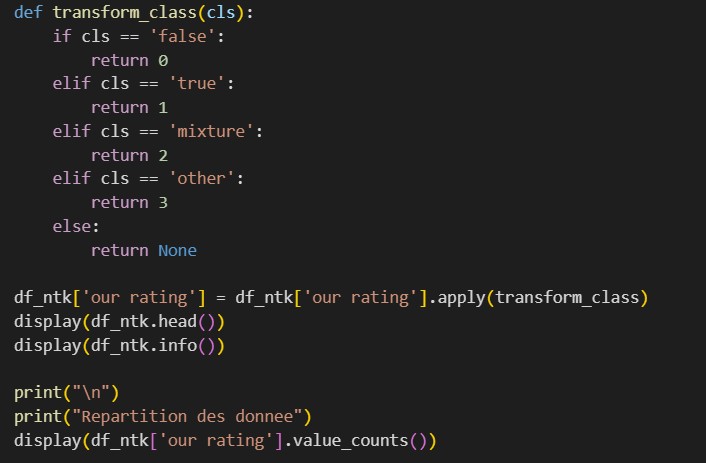 def transform_class(cls):
    if cls == 'false':
        return 0
    elif cls == 'true':
        return 1
    elif cls == 'mixture':
        return 2
    elif cls == 'other':
        return 3
    else:
        return None
df_ntk['our rating'] = df_ntk['our rating'].apply(transform_class)
display(df_ntk.head())
display(df_ntk.info())
print("\n")
print("Repartition des donnee")
display(df_ntk['our rating'].value_counts())